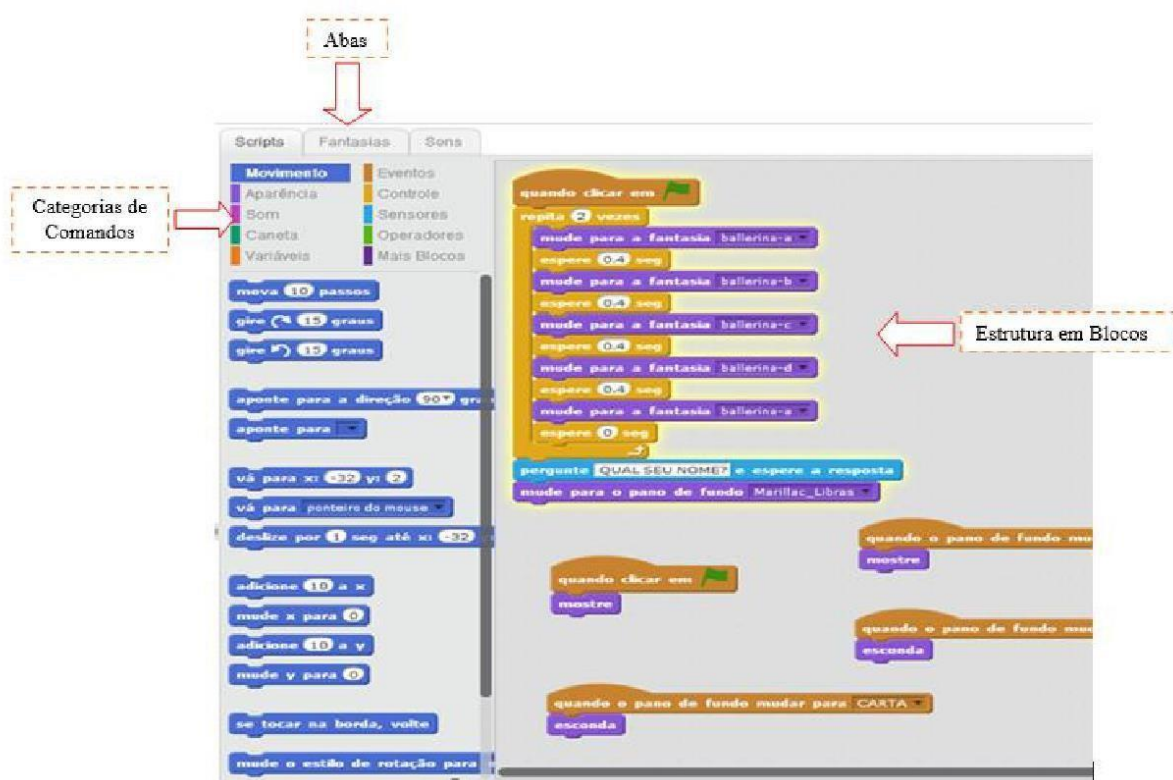 Abas
Scripts Fantasias Sons
Categorias de
Comandos
Movimento Eventos
Aparência Controle
Som Sensores
Caneta Operadores
Variáveis Mais Blocos
mova 10 passos
gire 15 graus
gire 15 graus
aponte para a direção 90 gra
aponte para
vá para x: -32 y: 2
vá para ponteiro do mouse
deslize por 1 seg até x: -32
adicione 10 a x
mude x para 0
adicione 10 a y
mude y para 0
se tocar na borda, volte
mude o estilo de rotação para
quando clicar em
repita 2 vezes
mude para a fantasia ballerina-a
espere 0.4 seg
mude para a fantasia ballerina-b
espere 0.4 seg
mude para a fantasia ballerina-c
espere 0.4 seg
mude para a fantasia ballerina-d
espere 0.4 seg
mude para a fantasia ballerina-a
espere 0 seg
pergunte QUAL SEU NOME? e espere a resposta
mude para o pano de fundo Marillac_Libras
Estrutura em Blocos
quando clicar em
mostre
quando o pano de fundo mu
mostre
quando o pano de fundo mu
esconda
quando o pano de fundo mudar para CARTA
esconda